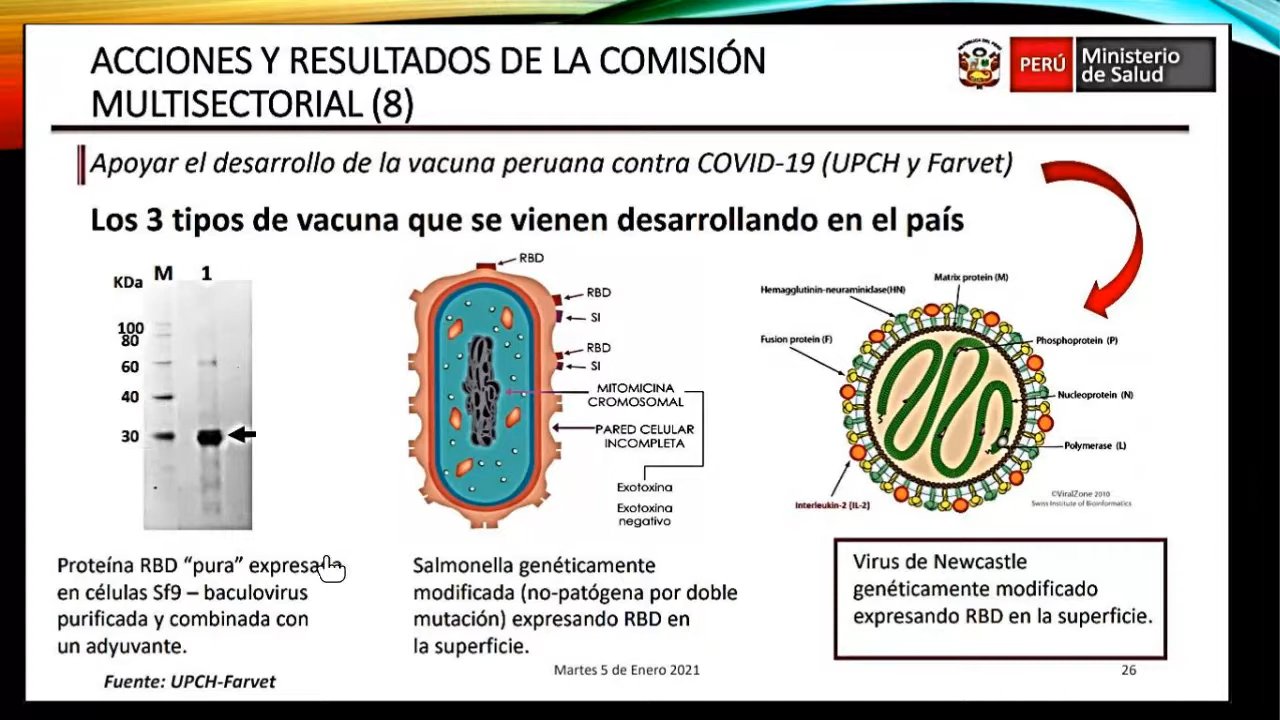 ACCIONES Y RESULTADOS DE LA COMISIÓN
MULTISECTORIAL (8)
PERÚ
Ministerio
de Salud
Apoyar el desarrollo de la vacuna peruana contra COVID-19 (UPCH y Farvet)
Los 3 tipos de vacuna que se vienen desarrollando en el país
KDa
M
1
100
80
60
40
30
RBD
RBD
SI
RBD
SI
MITOMICINA
CROMOSOMAL
PARED CELULAR
INCOMPLETA
Exotoxina
Exotoxina
negativo
Matrix protein (M)
Hemagglutinin-neuraminidase(HN)
Fusion protein (F)
Phosphoprotein (P)
Nucleoprotein (N)
Polymerase (L)
©ViralZone 2010
Swiss Institute of Bioinformatics
Interleukin-2 (IL-2)
Proteína RBD “pura”
en células Sf9 – baculovirus
purificada y combinada con
un adyuvante.
Fuente: UPCH-Farvet
Salmonella genéticamente
modificada (no-patógena por doble
mutación) expresando RBD en
la superficie.
Virus de Newcastle
genéticamente modificado
expresando RBD en la superficie.
Martes 5 de Enero 2021
26